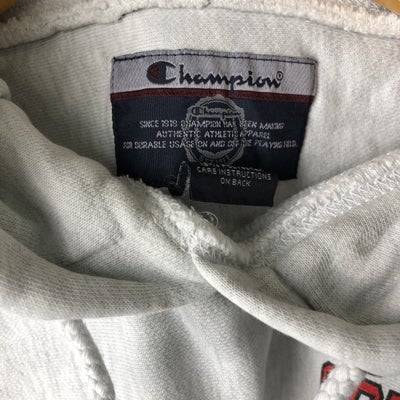 Champion®
Champion
SINCE 1919 CHAMPION HAS BEEN MAKING
AUTHENTIC ATHLETIC APPAREL
FOR DURABLE USAGE ON AND OFF THE PLAYING FIELD.
CARE INSTRUCTIONS
ON BACK